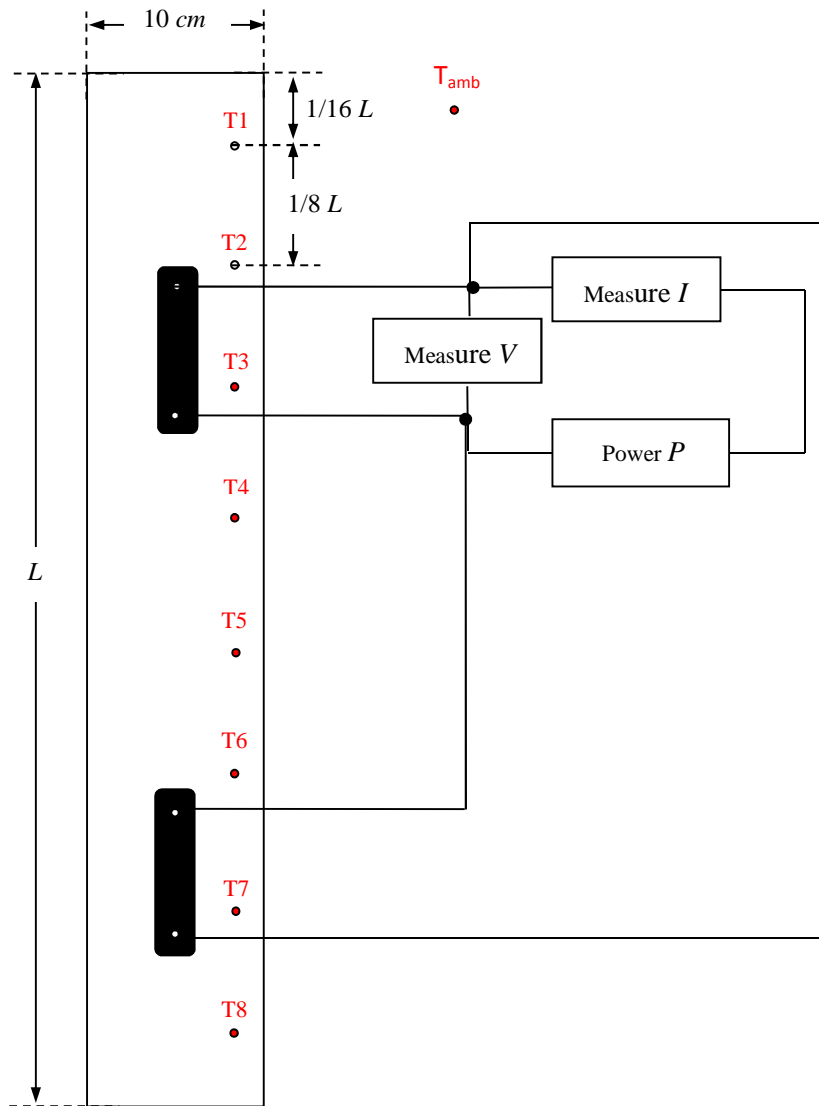 10 cm
T_amb
1/16 L
T1
1/8 L
T2
Measure I
Measure V
T3
Power P
T4
L
T5
T6
T7
T8